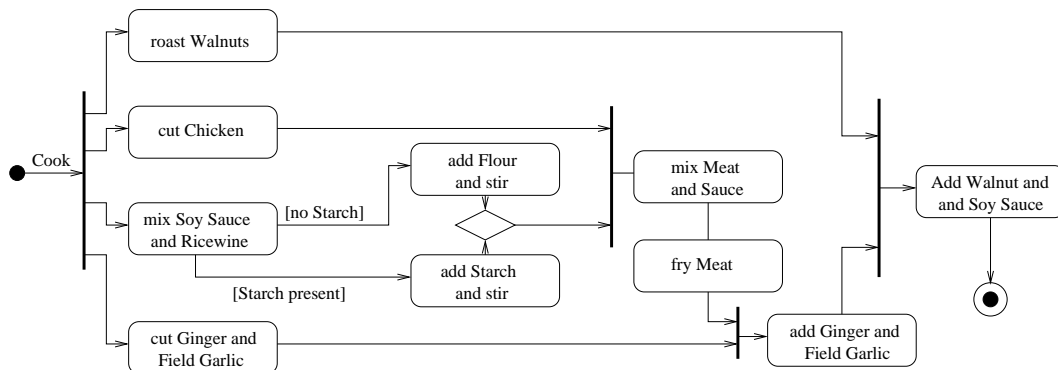 roast Walnuts
cut Chicken
Cook
add Flour
and stir
mix Meat
and Sauce
Add Walnut and
and Soy Sauce
[no Starch]
mix Soy Sauce
and Ricewine
fry Meat
add Starch
and stir
[Starch present]
cut Ginger and
Field Garlic
add Ginger and
Field Garlic